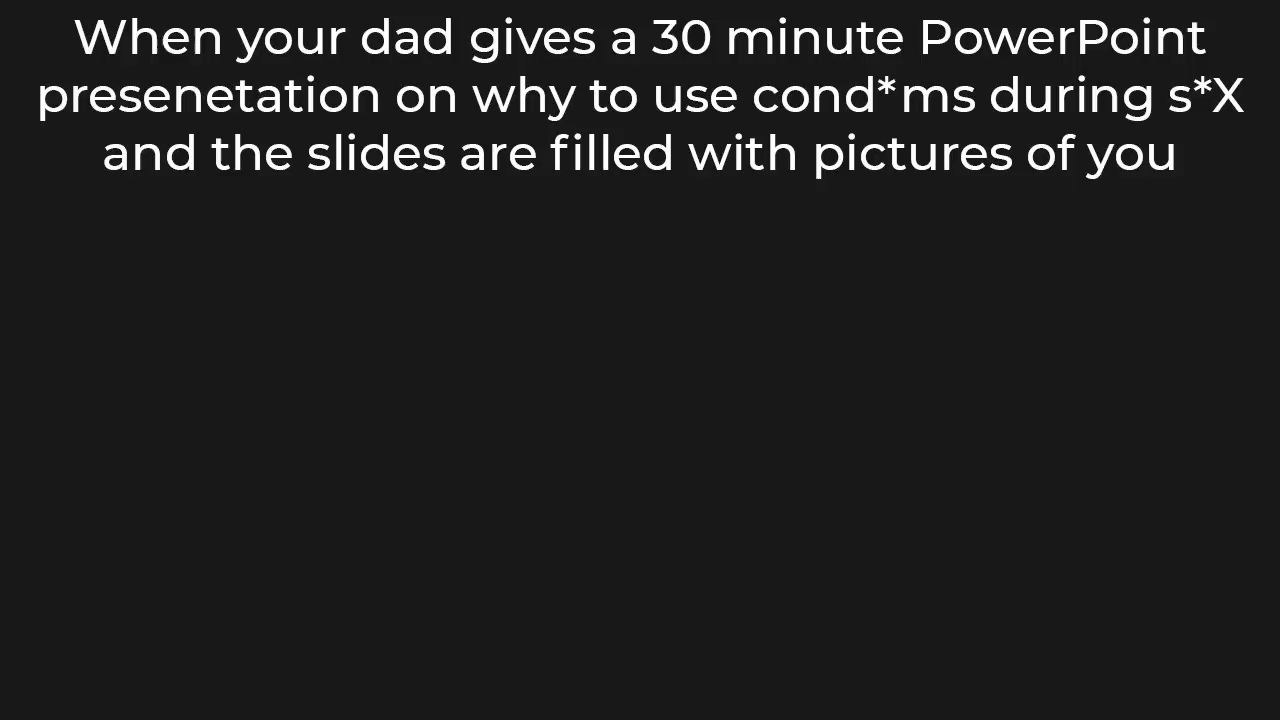 When your dad gives a 30 minute PowerPoint
presenetation on why to use cond*ms during s*X
and the slides are filled with pictures of you